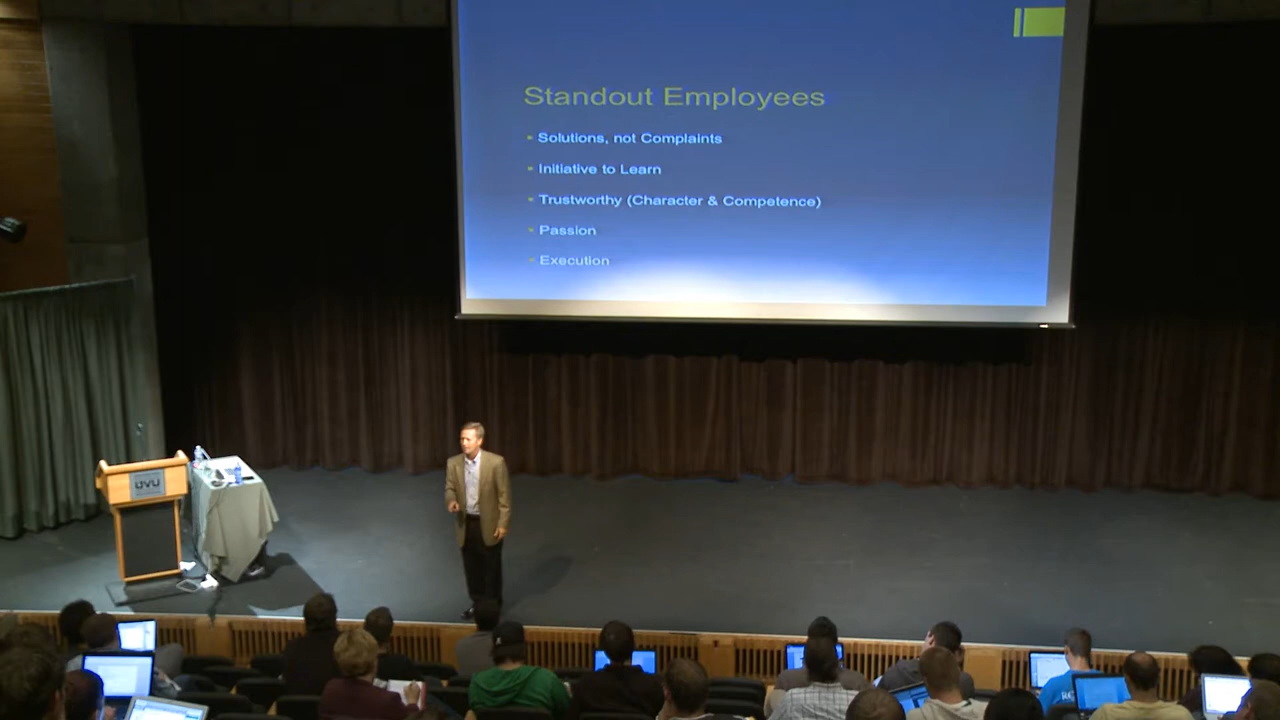 Standout Employees
Solutions, not Complaints
Initiative to Learn
Trustworthy (Character & Competence)
Passion
Execution
UVU